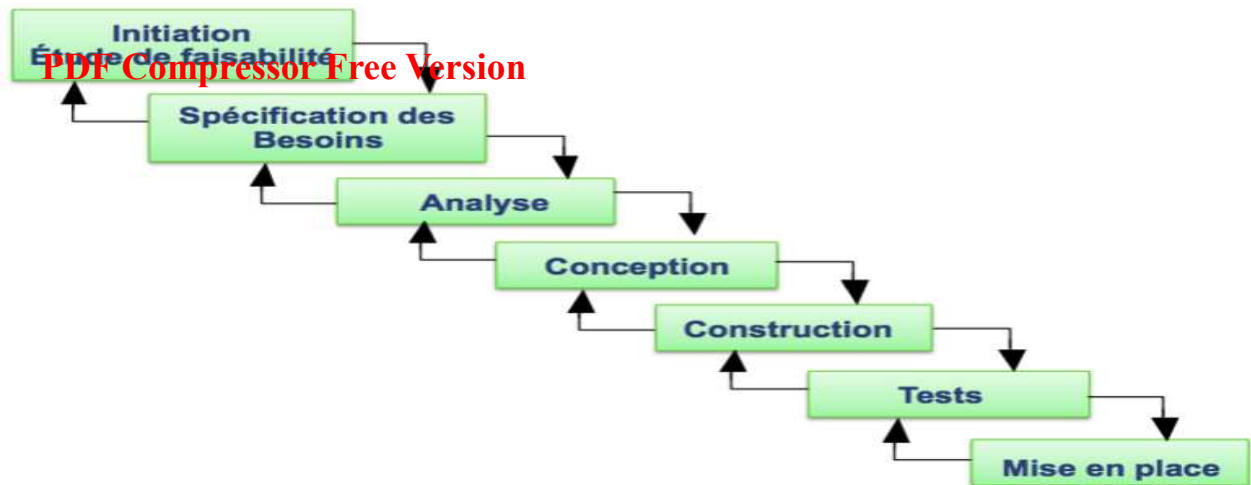 Initiation
Étude de faisabilité
PDF Compressor Free Version
Spécification des
Besoins
Analyse
Conception
Construction
Tests
Mise en place